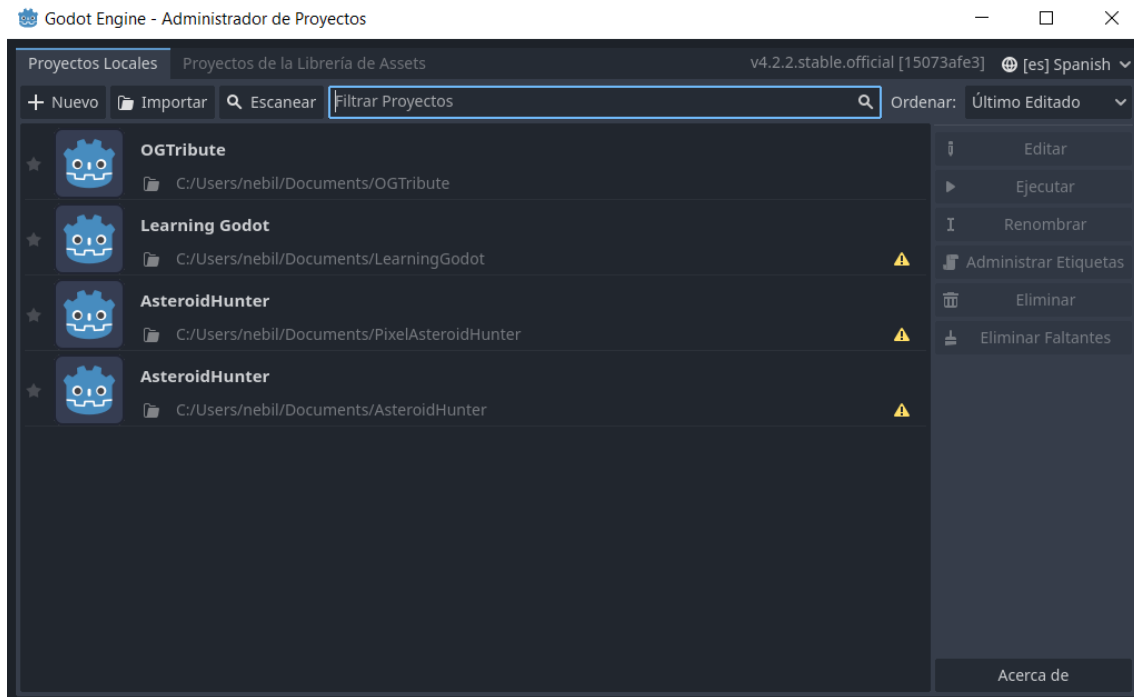 Godot Engine - Administrador de Proyectos
Proyectos Locales Proyectos de la Librería de Assets v4.2.2.stable.official [15073afe3] [es] Spanish
Nuevo Importar Escanear Filtrar Proyectos Ordenar: Último Editado
OGTribute
C:/Users/nebil/Documents/OGTribute
Learning Godot
C:/Users/nebil/Documents/LearningGodot
AsteroidHunter
C:/Users/nebil/Documents/PixelAsteroidHunter
AsteroidHunter
C:/Users/nebil/Documents/AsteroidHunter
Editar
Ejecutar
Renombrar
Administrar Etiquetas
Eliminar
Eliminar Faltantes
Acerca de